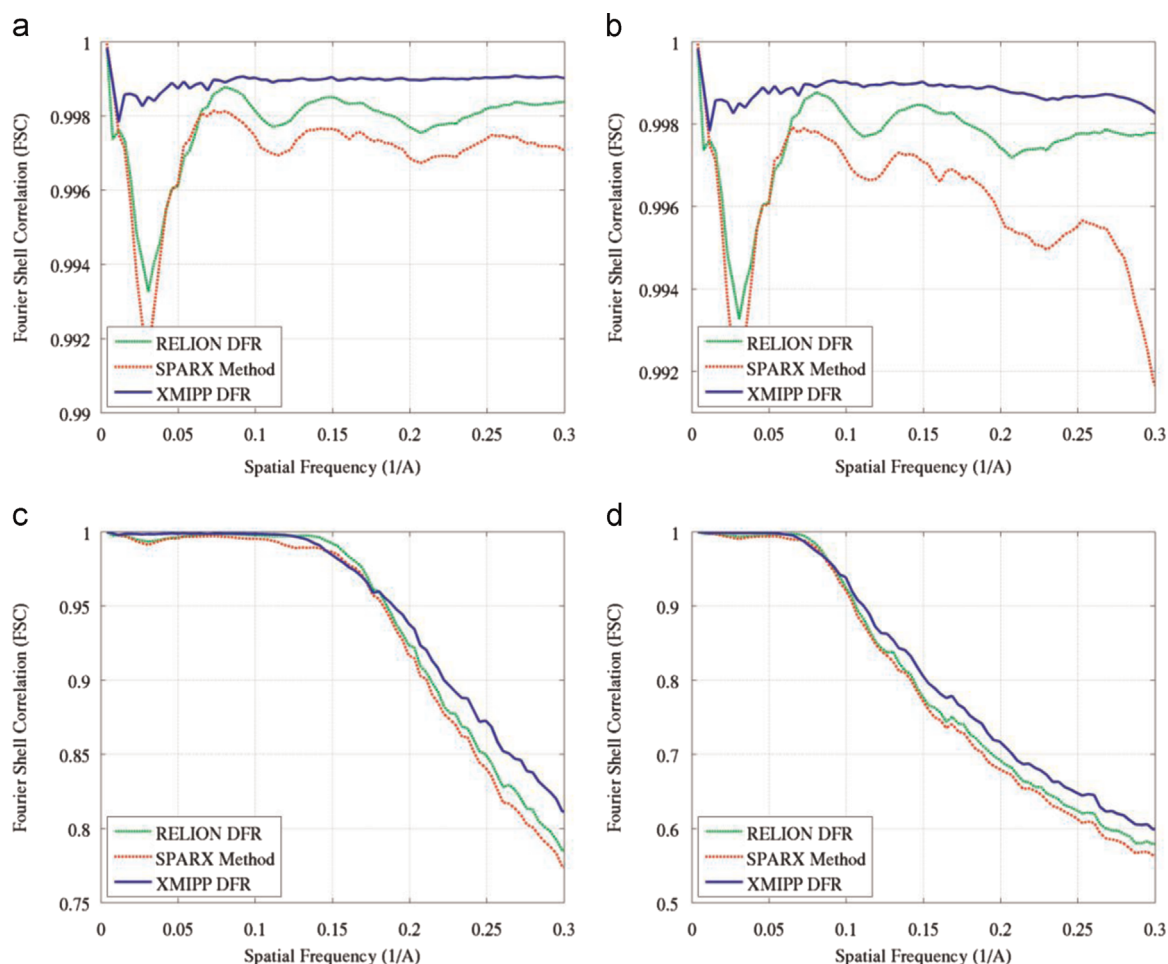 a
1
0.998
0.996
0.994
0.992
0.99
Fourier Shell Correlation (FSC)
RELION DFR
SPARX Method
XMIPP DFR
0
0.05
0.1
0.15
0.2
0.25
0.3
Spatial Frequency (1/A)
b
1
0.998
0.996
0.994
0.992
Fourier Shell Correlation (FSC)
RELION DFR
SPARX Method
XMIPP DFR
0
0.05
0.1
0.15
0.2
0.25
0.3
Spatial Frequency (1/A)
c
1
0.95
0.9
0.85
0.8
0.75
Fourier Shell Correlation (FSC)
RELION DFR
SPARX Method
XMIPP DFR
0
0.05
0.1
0.15
0.2
0.25
0.3
Spatial Frequency (1/A)
d
1
0.9
0.8
0.7
0.6
0.5
Fourier Shell Correlation (FSC)
RELION DFR
SPARX Method
XMIPP DFR
0
0.05
0.1
0.15
0.2
0.25
0.3
Spatial Frequency (1/A)